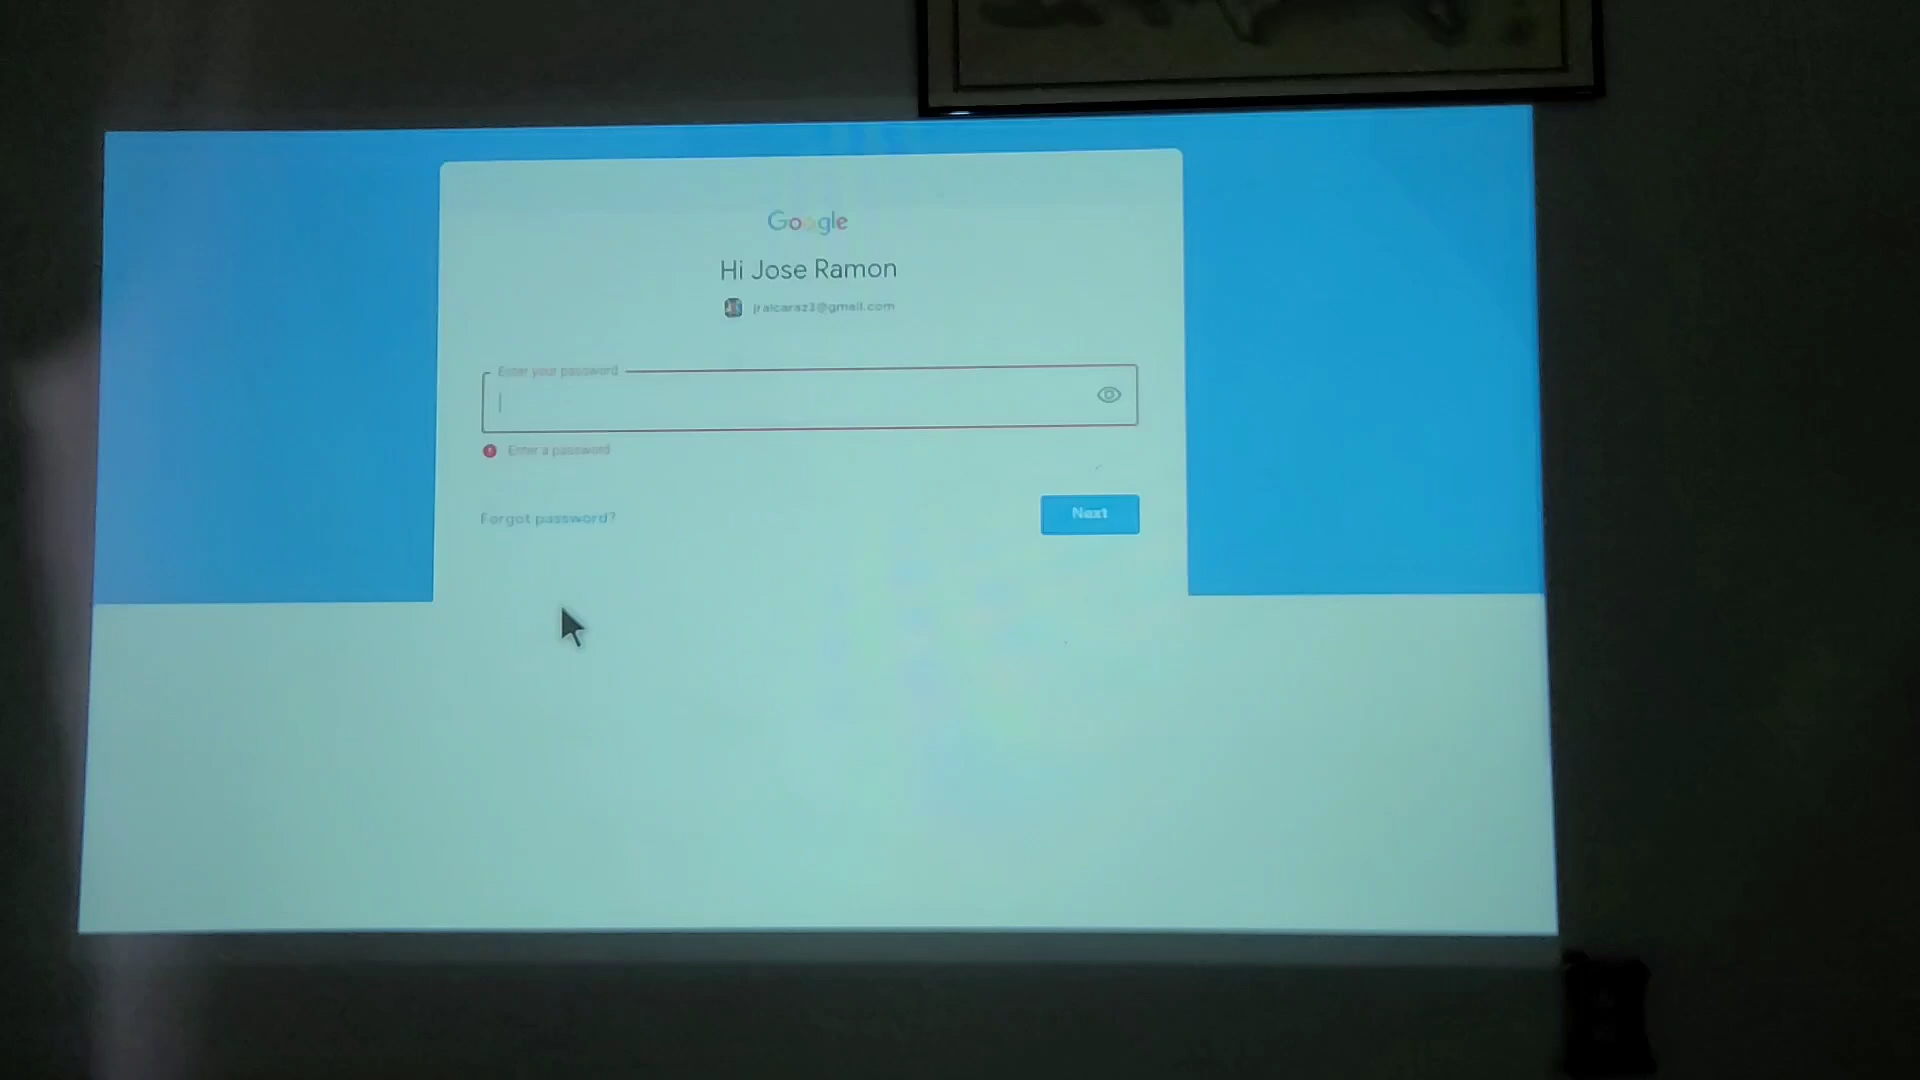 Google
Hi Jose Ramon
jralcaraz3@gmail.com
Enter your password
Enter a password
Forgot password?
Next